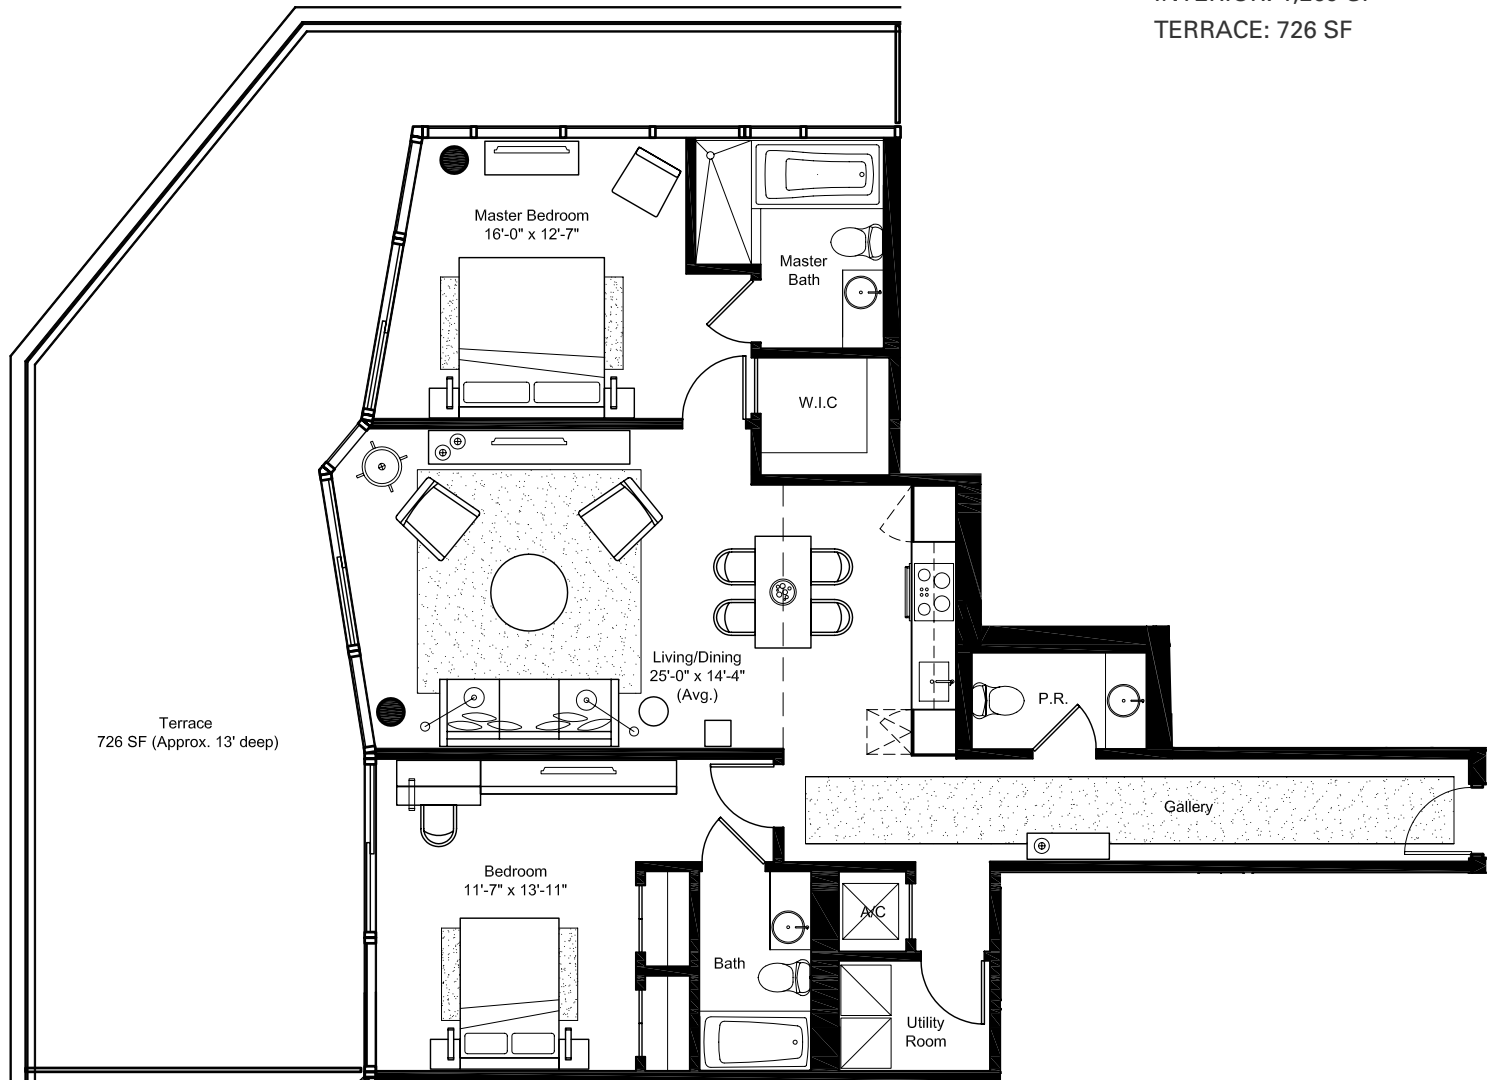 TERRACE: 726 SF
Master Bedroom
16'-0" x 12'-7"
Master
Bath
W.I.C
Living/Dining
25'-0" x 14'-4"
(Avg.)
P.R.
Terrace
726 SF (Approx. 13' deep)
Gallery
Bedroom
11'-7" x 13'-11"
A/C
Bath
Utility
Room